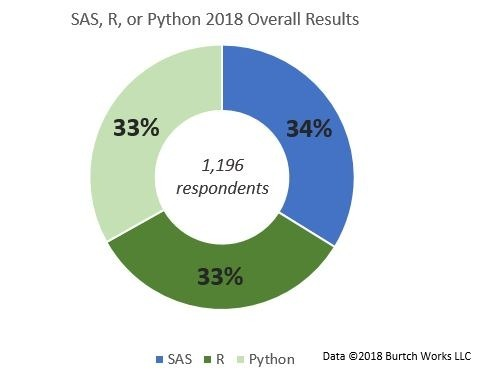 SAS, R, or Python 2018 Overall Results
33%
34%
1,196
respondents
33%
SAS R Python
Data ©2018 Burtch Works LLC